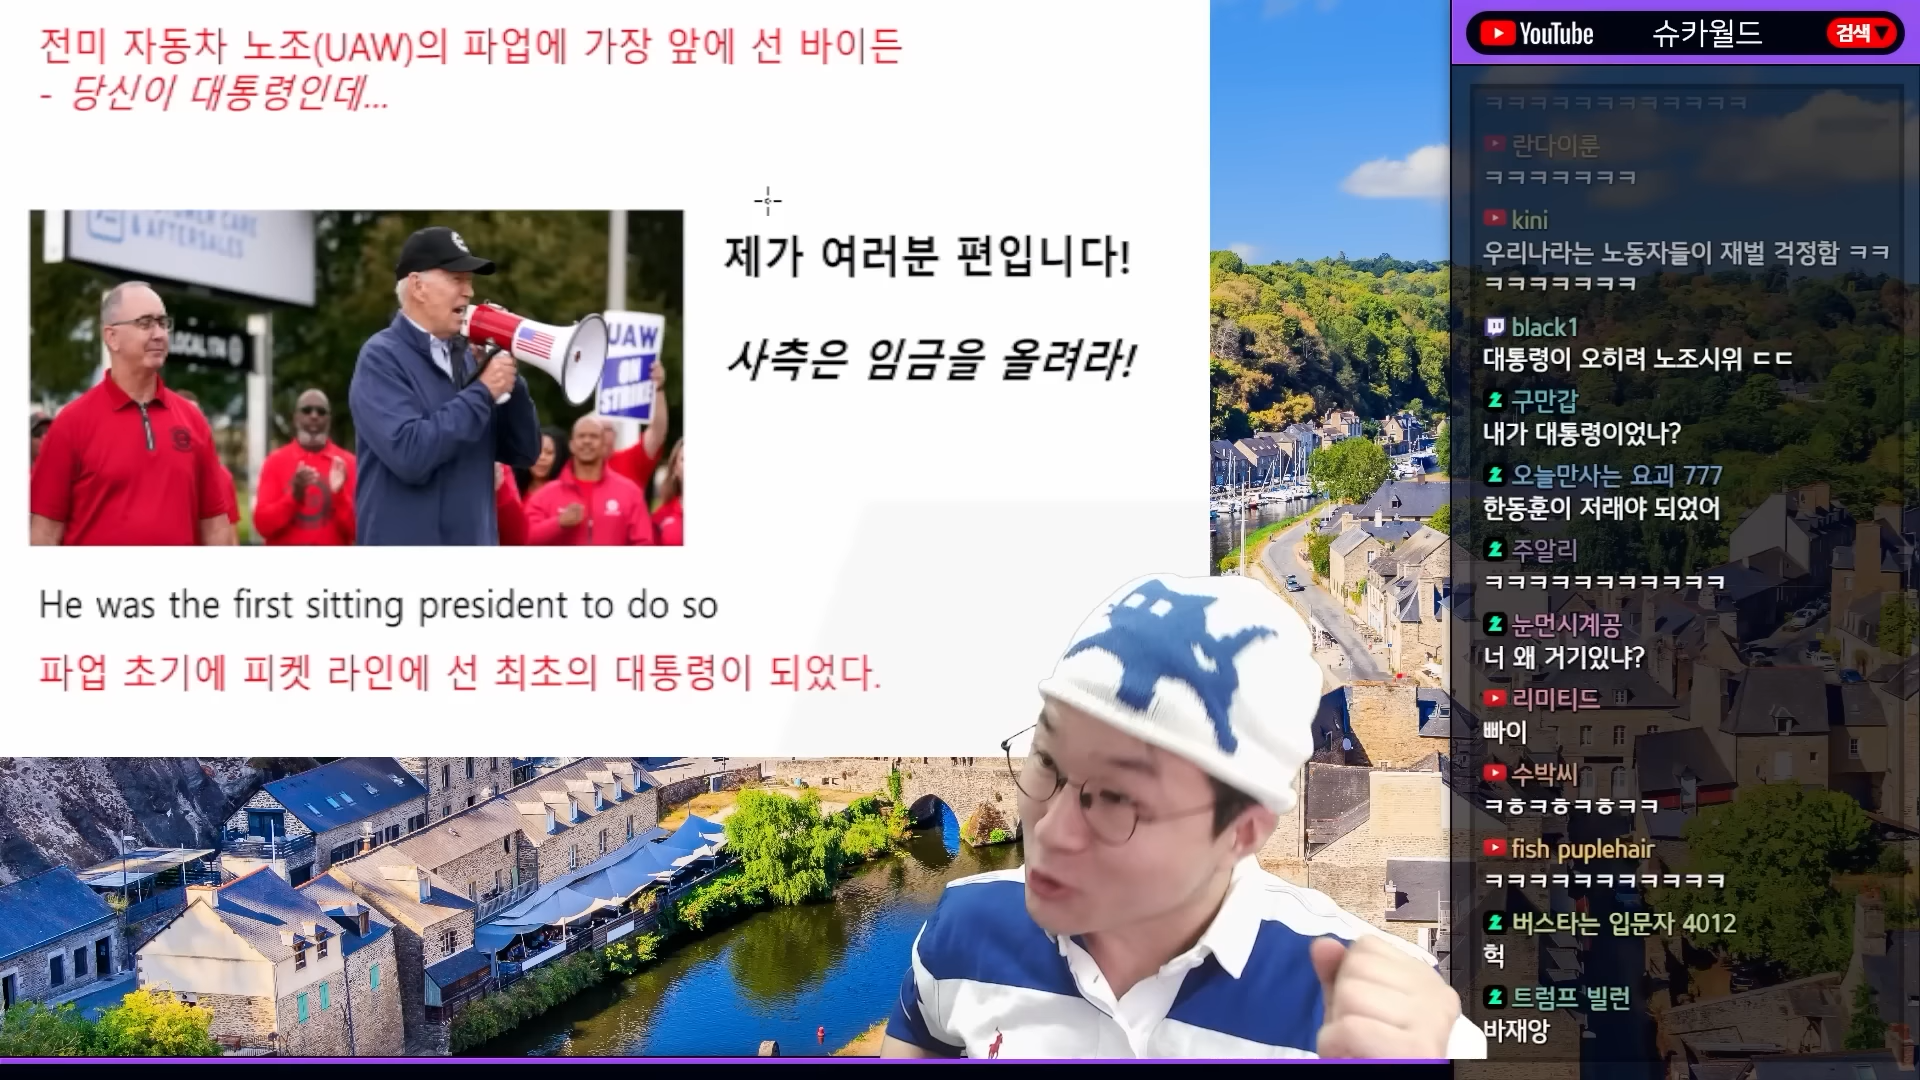 전미 자동차 노조(UAW)의 파업에 가장 앞에 선 바이든
- 당신이 대통령인데...
& AFTERSALES
LOCAL 174
UAW
ON
STRIKE
제가 여러분 편입니다!
사측은 임금을 올려라!
He was the first sitting president to do so
파업 초기에 피켓 라인에 선 최초의 대통령이 되었다.
YouTube 슈카월드 검색
ㅋㅋㅋㅋㅋㅋㅋㅋㅋㅋㅋㅋ
란다이룬
ㅋㅋㅋㅋㅋㅋㅋ
kini
우리나라는 노동자들이 재벌 걱정함 ㅋㅋ
ㅋㅋㅋㅋㅋㅋㅋ
black1
대통령이 오히려 노조시위 ㄷㄷ
구만갑
내가 대통령이었나?
오늘만사는 요괴 777
한동훈이 저래야 되었어
주알리
ㅋㅋㅋㅋㅋㅋㅋㅋㅋㅋㅋ
눈먼시계공
너 왜 거기있냐?
리미티드
빠이
수박씨
ㅋㅎㅋㅎㅋㅎㅋㅋ
fish puplehair
ㅋㅋㅋㅋㅋㅋㅋㅋㅋㅋㅋ
버스타는 입문자 4012
헉
트럼프 빌런
바재앙